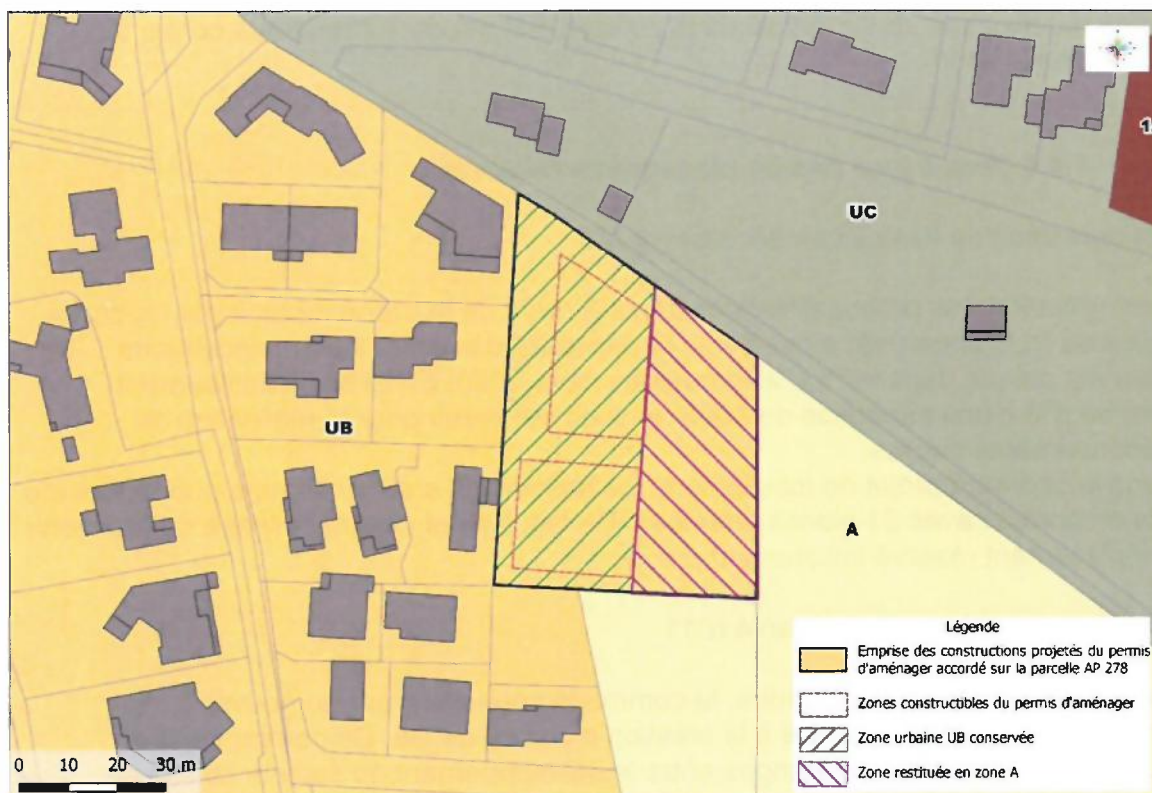 UC
1
UB
A
Légende
Emprise des constructions projetés du permis
d'aménager accordé sur la parcelle AP 278
Zones constructibles du permis d'aménager
Zone urbaine UB conservée
Zone restituée en zone A
0 10 20 30 m